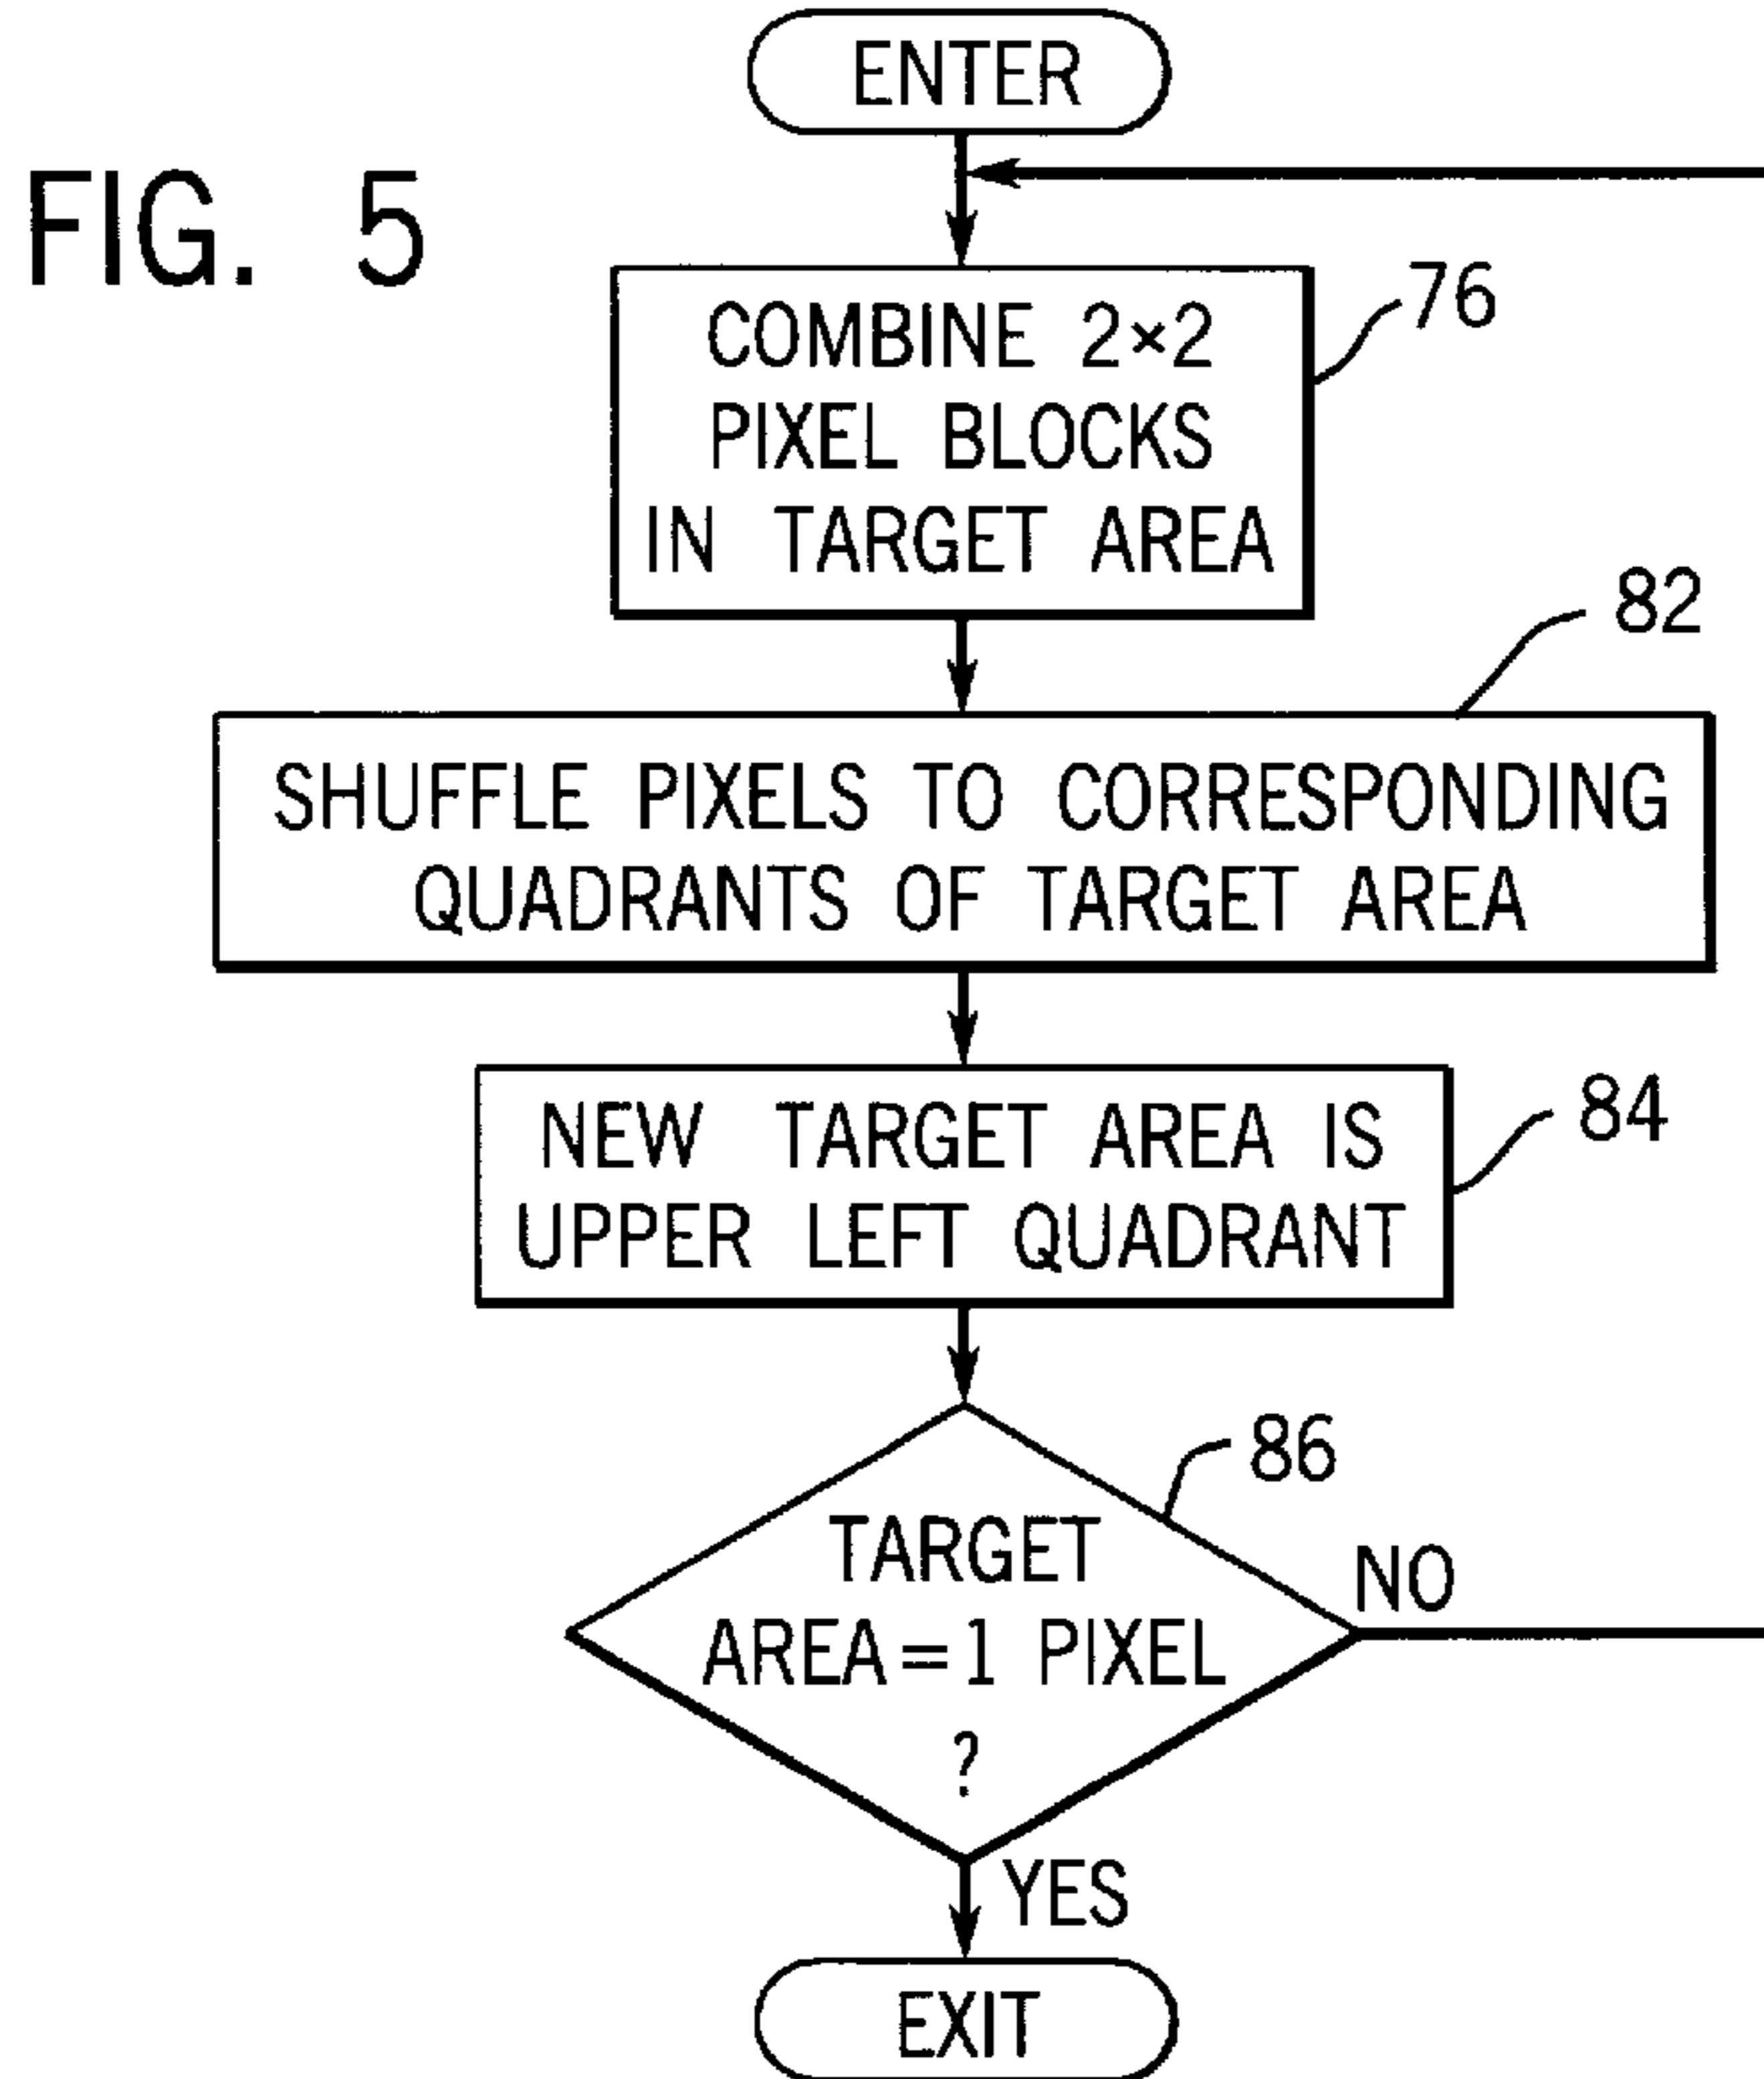 ENTER
FIG. 5
COMBINE 2×2
PIXEL BLOCKS
IN TARGET AREA
76
82
SHUFFLE PIXELS TO CORRESPONDING
QUADRANTS OF TARGET AREA
NEW TARGET AREA IS
UPPER LEFT QUADRANT
84
86
TARGET
AREA=1 PIXEL
?
NO
YES
EXIT